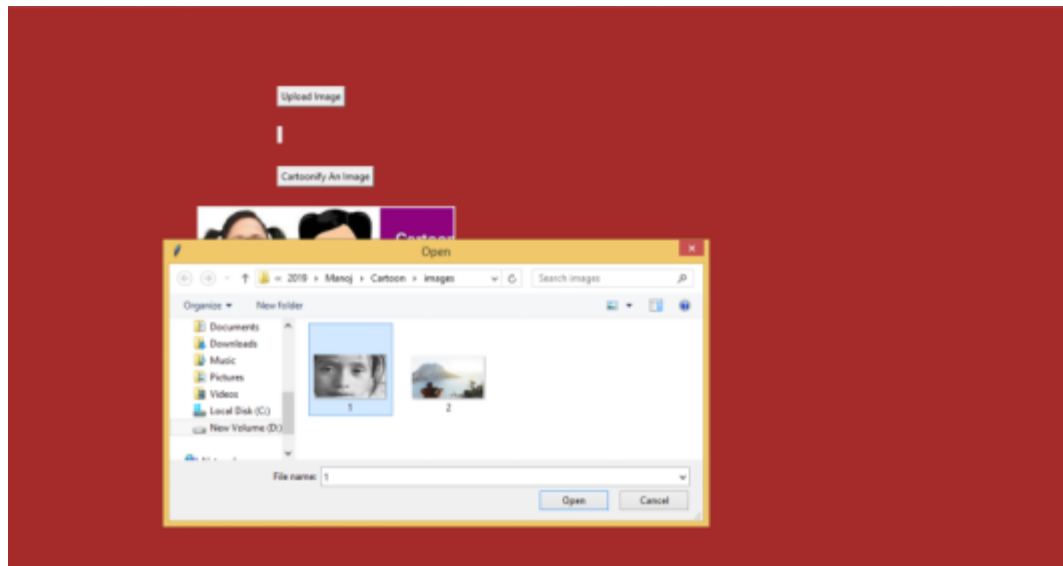 Upload Image
Cartoonify An Image
Cartoon
Open
« 2019 › Manoj › Cartoon › images
Search images
Organize
New folder
Documents
Downloads
Music
Pictures
Videos
Local Disk (C:)
New Volume (D:)
1
2
File name: 1
Open Cancel